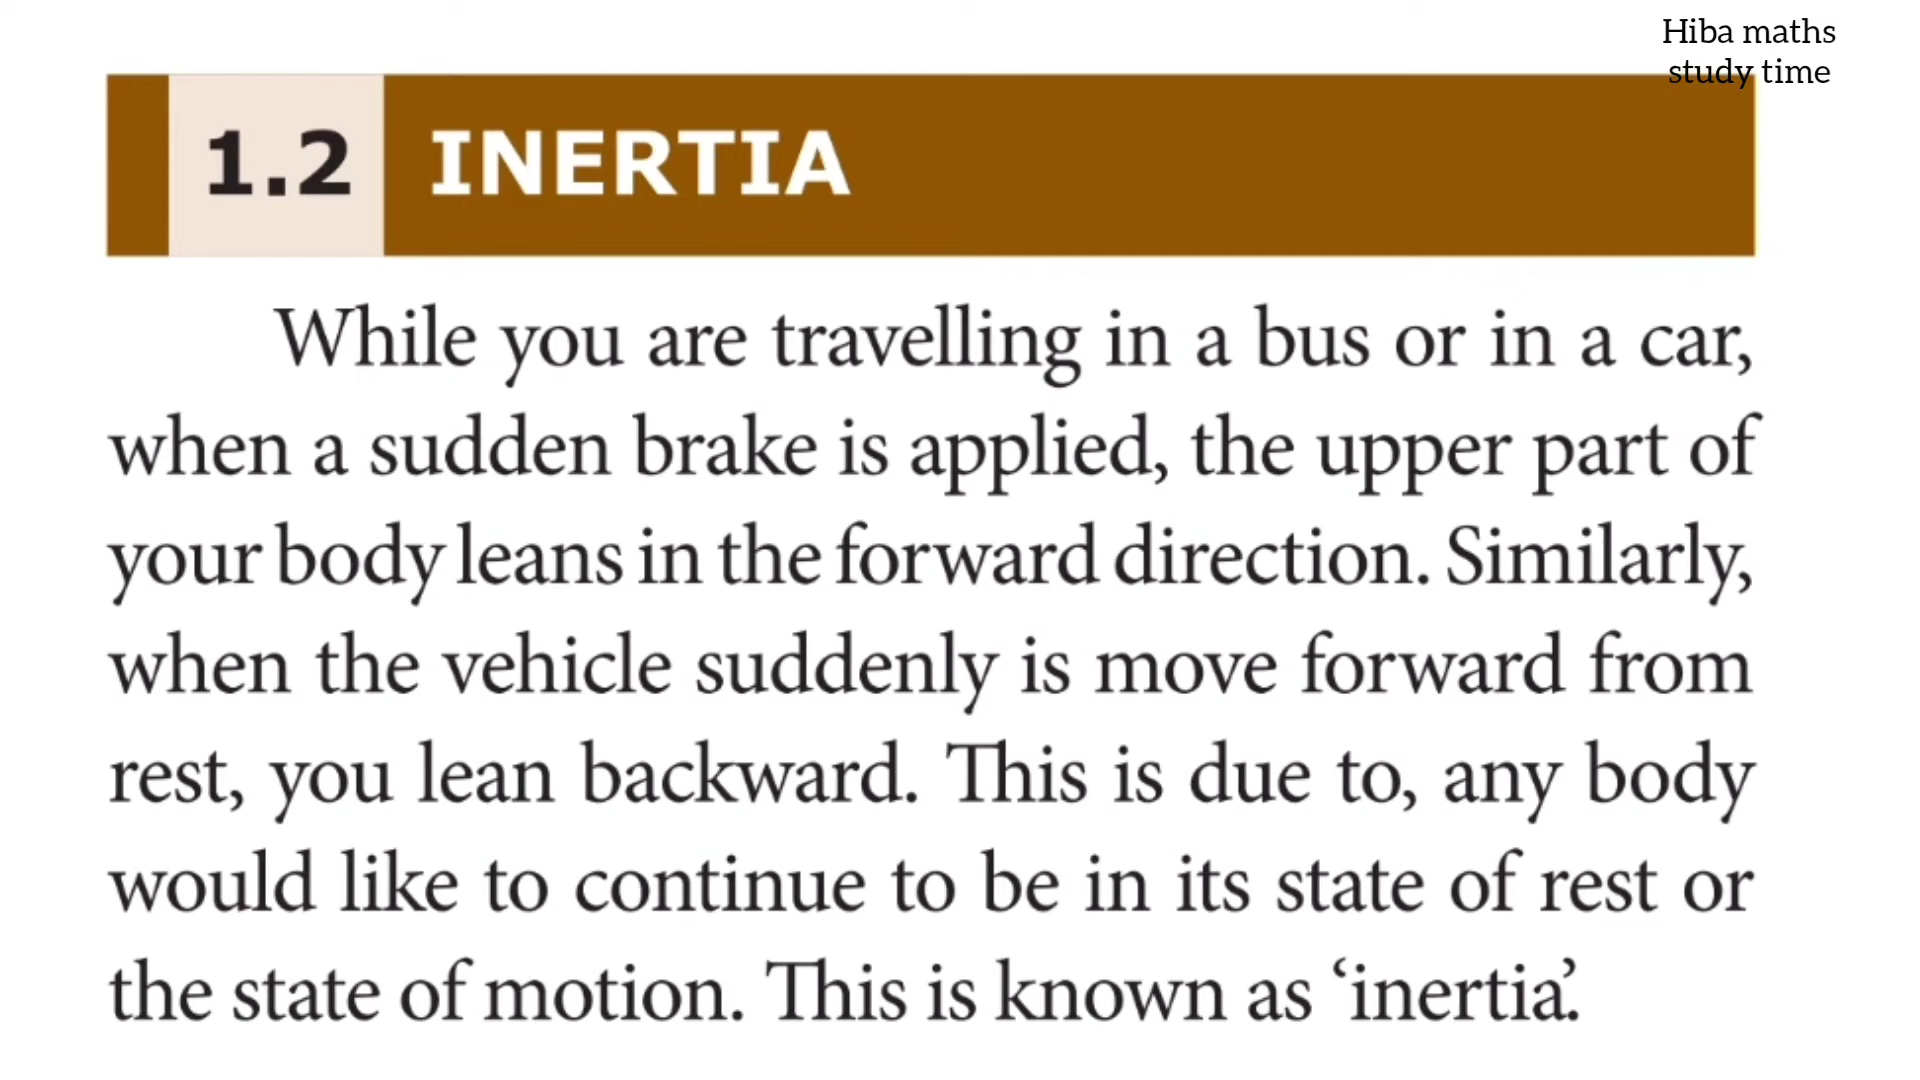 Hiba maths
study time
1.2 INERTIA
While you are travelling in a bus or in a car,
when a sudden brake is applied, the upper part of
your body leans in the forward direction. Similarly,
when the vehicle suddenly is move forward from
rest, you lean backward. This is due to, any body
would like to continue to be in its state of rest or
the state of motion. This is known as ‘inertia’.